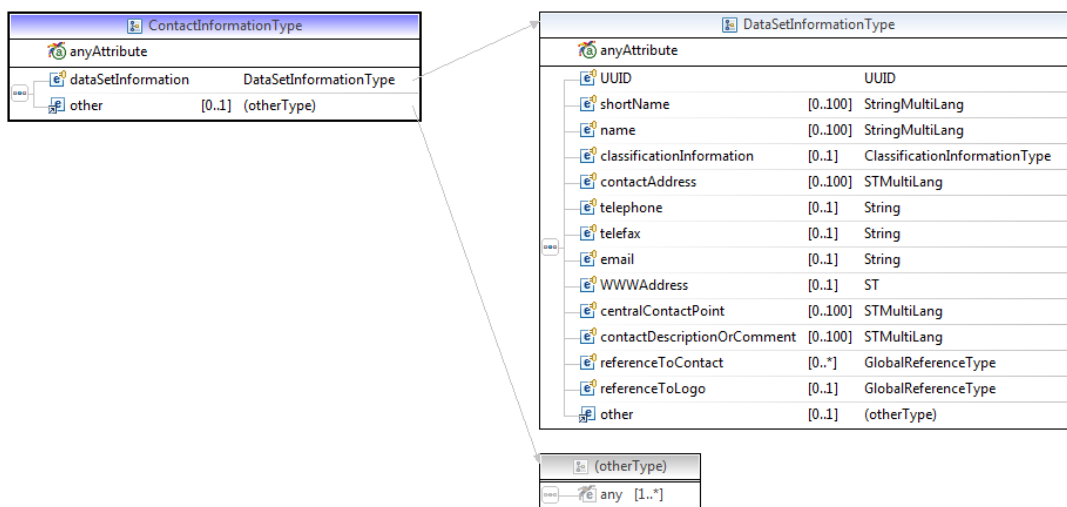 ContactInformationType
anyAttribute
dataSetInformation DataSetInformationType
other [0..1] (otherType)
DataSetInformationType
anyAttribute
UUID UUID
shortName [0..100] StringMultiLang
name [0..100] StringMultiLang
classificationInformation [0..1] ClassificationInformationType
contactAddress [0..100] STMultiLang
telephone [0..1] String
telefax [0..1] String
email [0..1] String
WWWAddress [0..1] ST
centralContactPoint [0..100] STMultiLang
contactDescriptionOrComment [0..100] STMultiLang
referenceToContact [0..*] GlobalReferenceType
referenceToLogo [0..1] GlobalReferenceType
other [0..1] (otherType)
(otherType)
any [1..*]